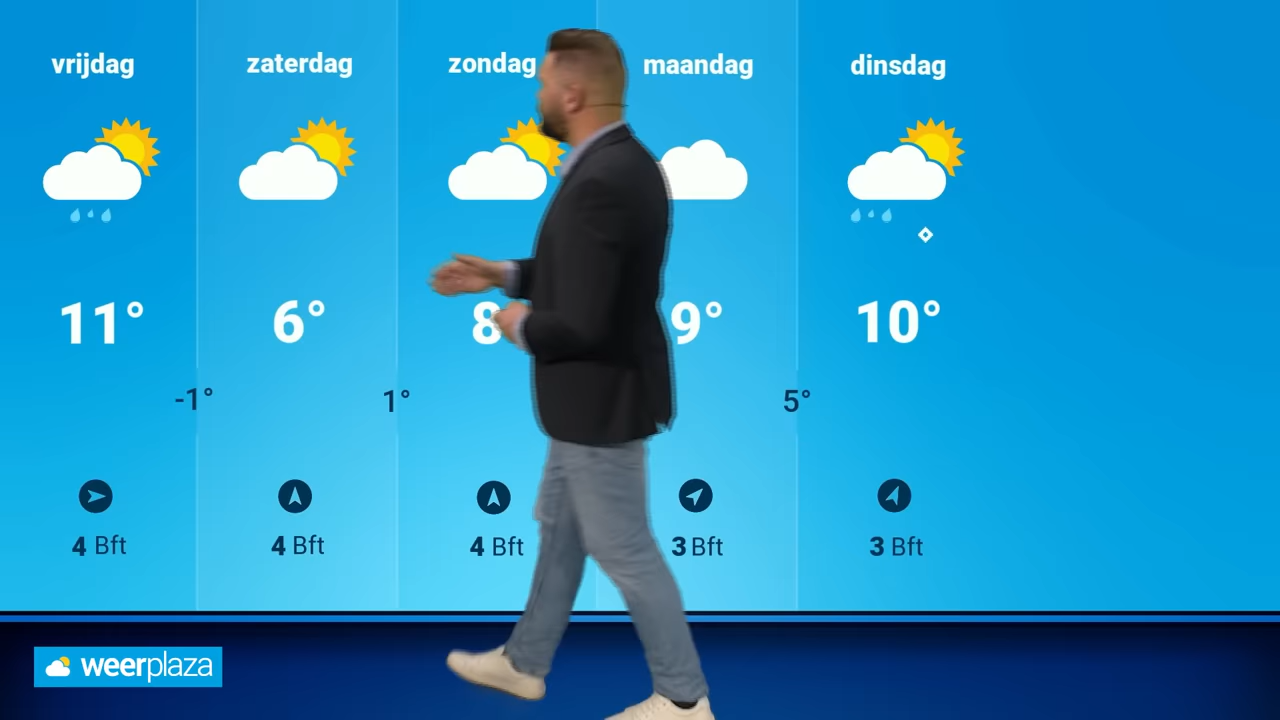 vrijdag zaterdag zondag maandag dinsdag
11° 6° 8 9° 10°
-1° 1° 5°
4 Bft 4 Bft 4 Bft 3 Bft 3 Bft
weerplaza